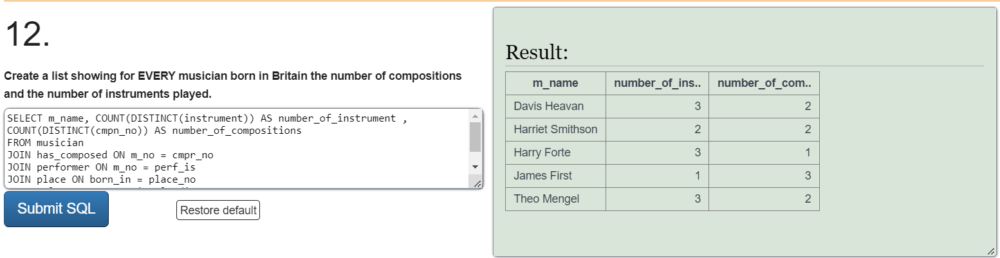 12.
Create a list showing for EVERY musician born in Britain the number of compositions
and the number of instruments played.
SELECT m_name, COUNT(DISTINCT(instrument)) AS number_of_instrument ,
COUNT(DISTINCT(cmpn_no)) AS number_of_compositions
FROM musician
JOIN has_composed ON m_no = cmpr_no
JOIN performer ON m_no = perf_is
JOIN place ON born_in = place_no
Submit SQL
Restore default
Result:
m_name number_of_ins.. number_of_com..
Davis Heavan 3 2
Harriet Smithson 2 2
Harry Forte 3 1
James First 1 3
Theo Mengel 3 2